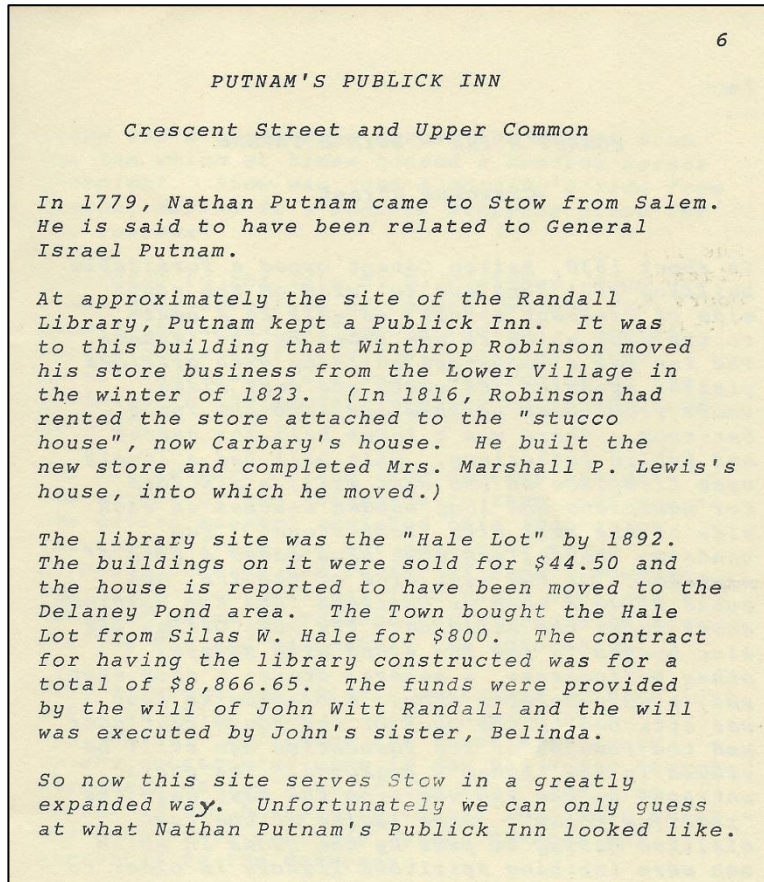 6
PUTNAM'S PUBLICK INN
Crescent Street and Upper Common
In 1779, Nathan Putnam came to Stow from Salem.
He is said to have been related to General
Israel Putnam.
At approximately the site of the Randall
Library, Putnam kept a Publick Inn. It was
to this building that Winthrop Robinson moved
his store business from the Lower Village in
the winter of 1823. (In 1816, Robinson had
rented the store attached to the "stucco
house", now Carbary's house. He built the
new store and completed Mrs. Marshall P. Lewis's
house, into which he moved.)
The library site was the "Hale Lot" by 1892.
The buildings on it were sold for $44.50 and
the house is reported to have been moved to the
Delaney Pond area. The Town bought the Hale
Lot from Silas W. Hale for $800. The contract
for having the library constructed was for a
total of $8,866.65. The funds were provided
by the will of John Witt Randall and the will
was executed by John's sister, Belinda.
So now this site serves Stow in a greatly
expanded way. Unfortunately we can only guess
at what Nathan Putnam's Publick Inn looked like.